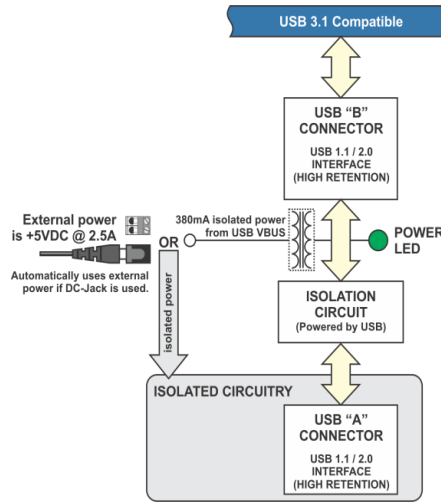 USB 3.1 Compatible
USB “B”
CONNECTOR
USB 1.1 / 2.0
INTERFACE
(HIGH RETENTION)
External power
is +5VDC @ 2.5A
OR
380mA isolated power
from USB VBUS
POWER
LED
Automatically uses external
power if DC-Jack is used.
isolated power
ISOLATION
CIRCUIT
(Powered by USB)
ISOLATED CIRCUITRY
USB “A”
CONNECTOR
USB 1.1 / 2.0
INTERFACE
(HIGH RETENTION)